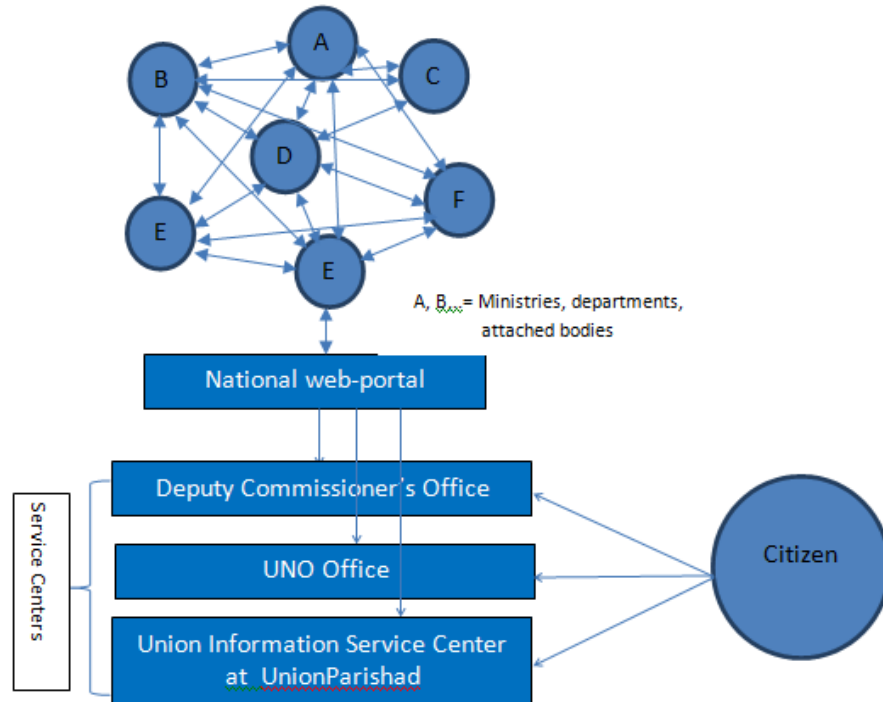 A
B
C
D
F
E
E
A, B,,,= Ministries, departments,
attached bodies
National web-portal
Service Centers
Deputy Commissioner's Office
UNO Office
Union Information Service Center
at UnionParishad
Citizen